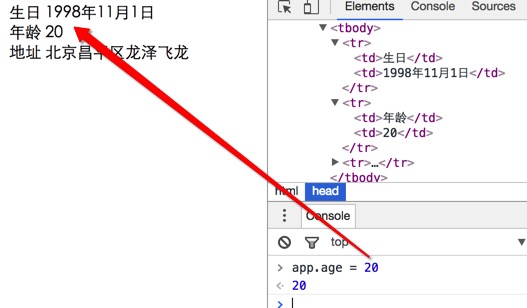 生日 1998年11月1日
年龄 20
地址 北京昌平区龙泽飞龙
Elements Console Sources
▼<tbody>
▼<tr>
<td>生日</td>
<td>1998年11月1日</td>
</tr>
▼<tr>
<td>年龄</td>
<td>20</td>
</tr>
▶<tr>…</tr>
</tbody>
html head
Console
top
> app.age = 20
20
>